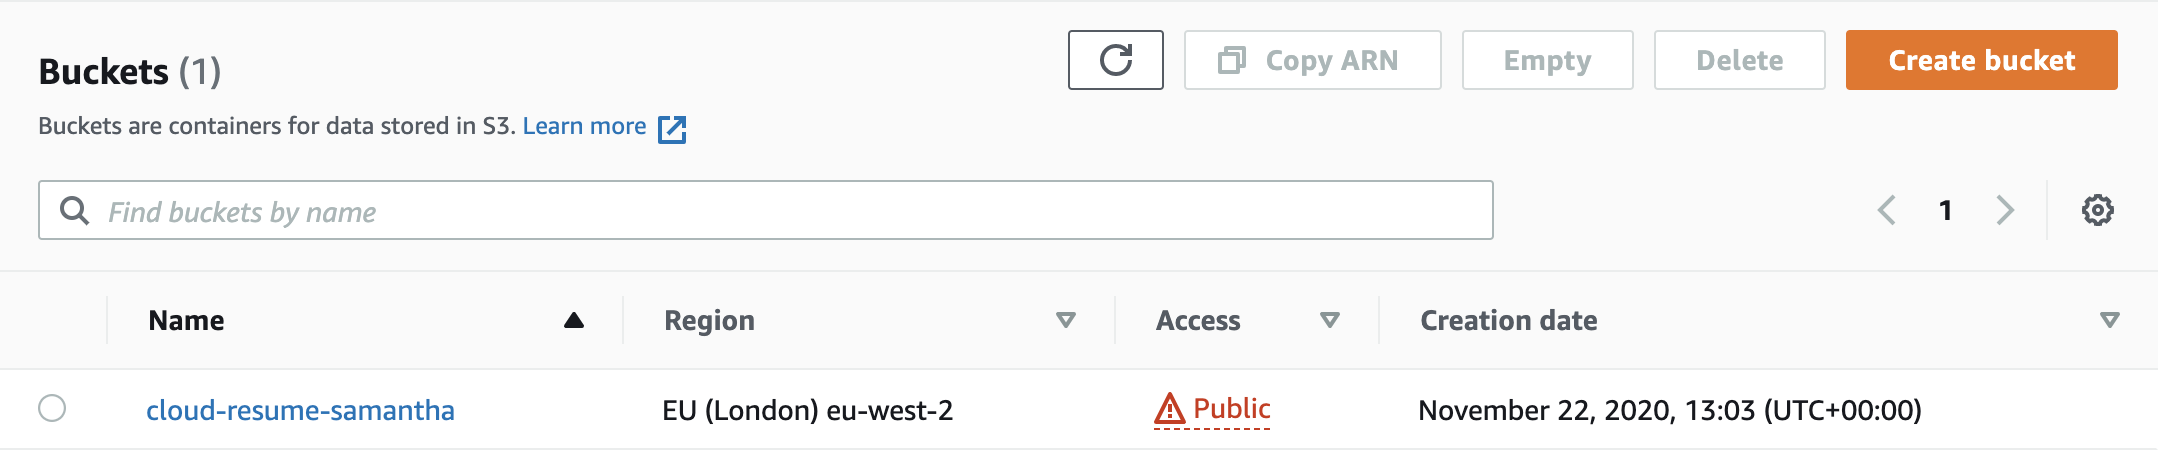 Buckets (1)
Copy ARN
Empty
Delete
Create bucket
Buckets are containers for data stored in S3. Learn more
Find buckets by name
1
Name Region Access Creation date
cloud-resume-samantha EU (London) eu-west-2 Public November 22, 2020, 13:03 (UTC+00:00)